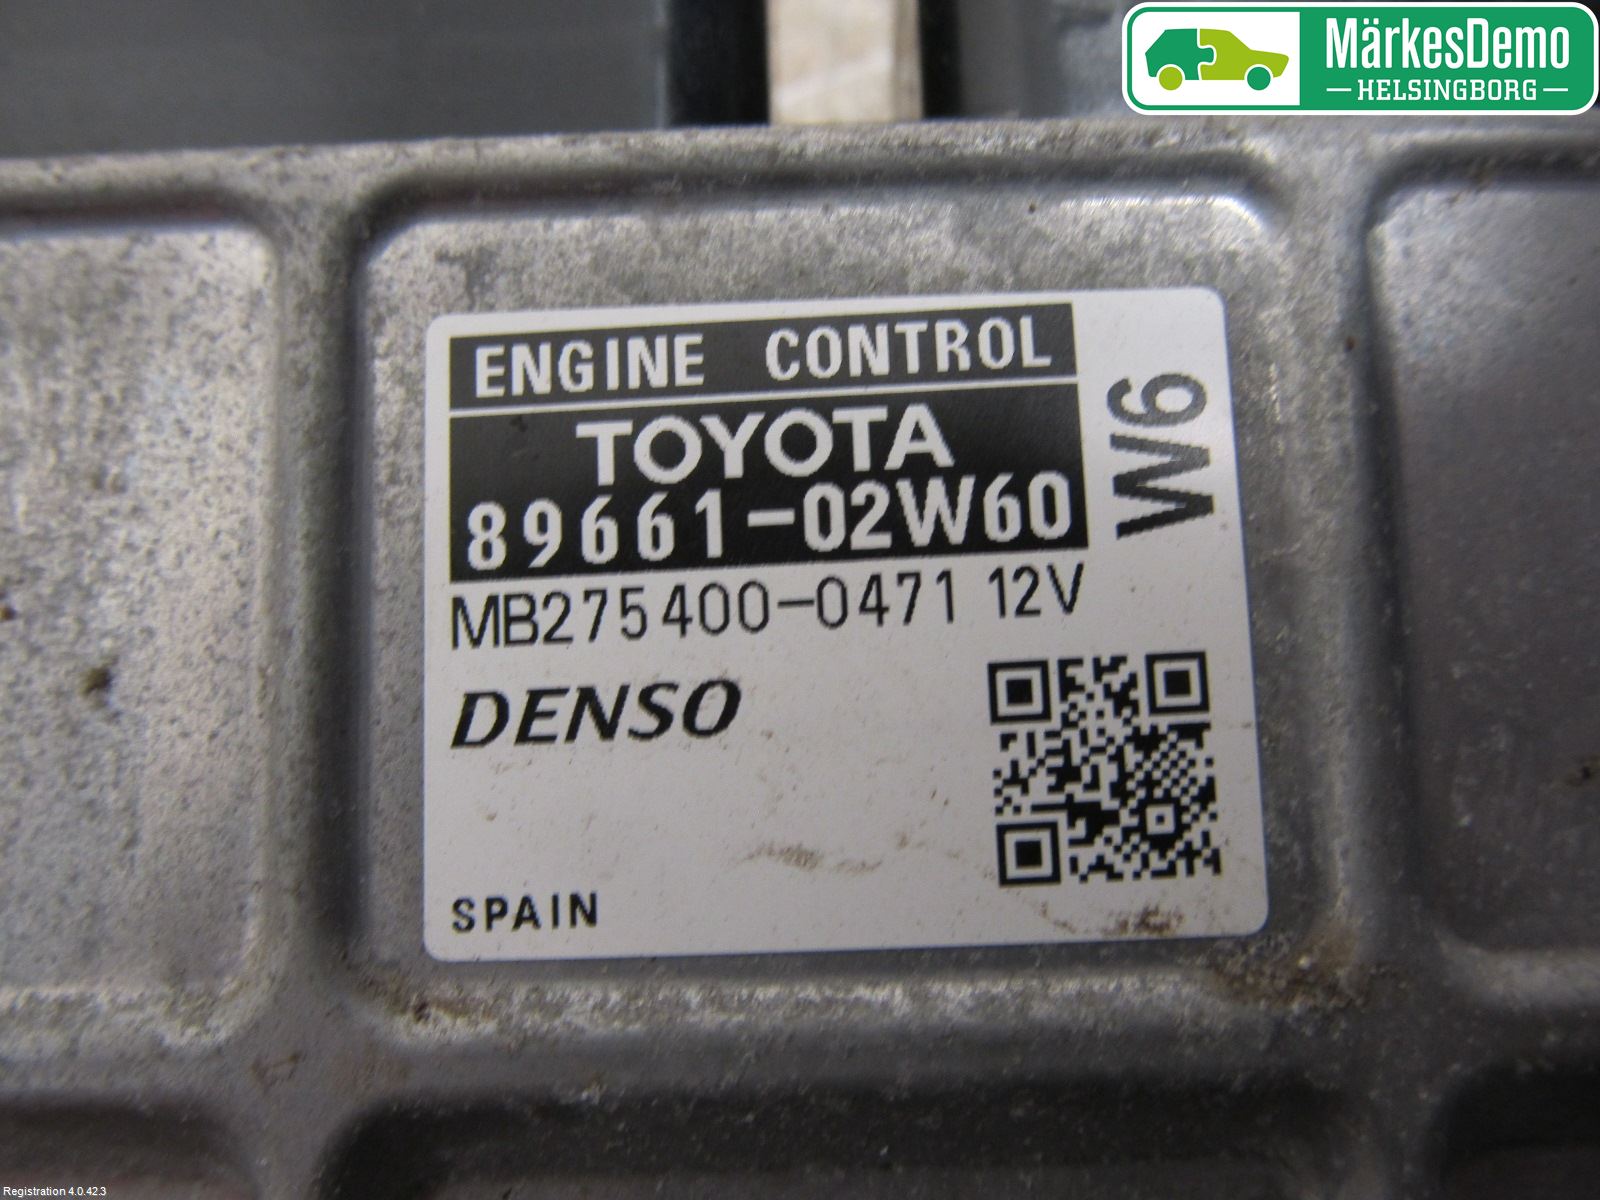 MärkesDemo
HELSINGBORG
ENGINE CONTROL
TOYOTA
89661-02W60
W6
MB275400-0471 12V
DENSO
SPAIN
Registration 4.0.42.3